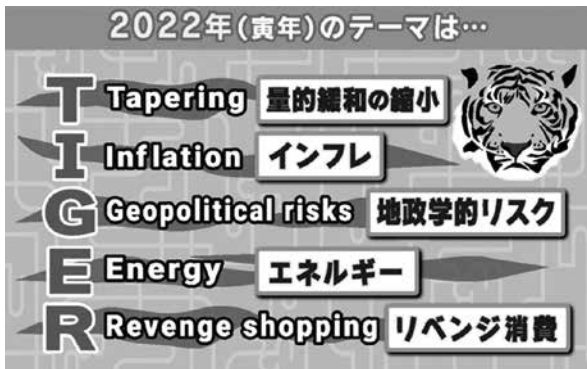 2022年(寅年)のテーマは…
Tapering 量的緩和の縮小
Inflation インフレ
Geopolitical risks 地政学的リスク
Energy エネルギー
Revenge shopping リベンジ消費
T
I
G
E
R